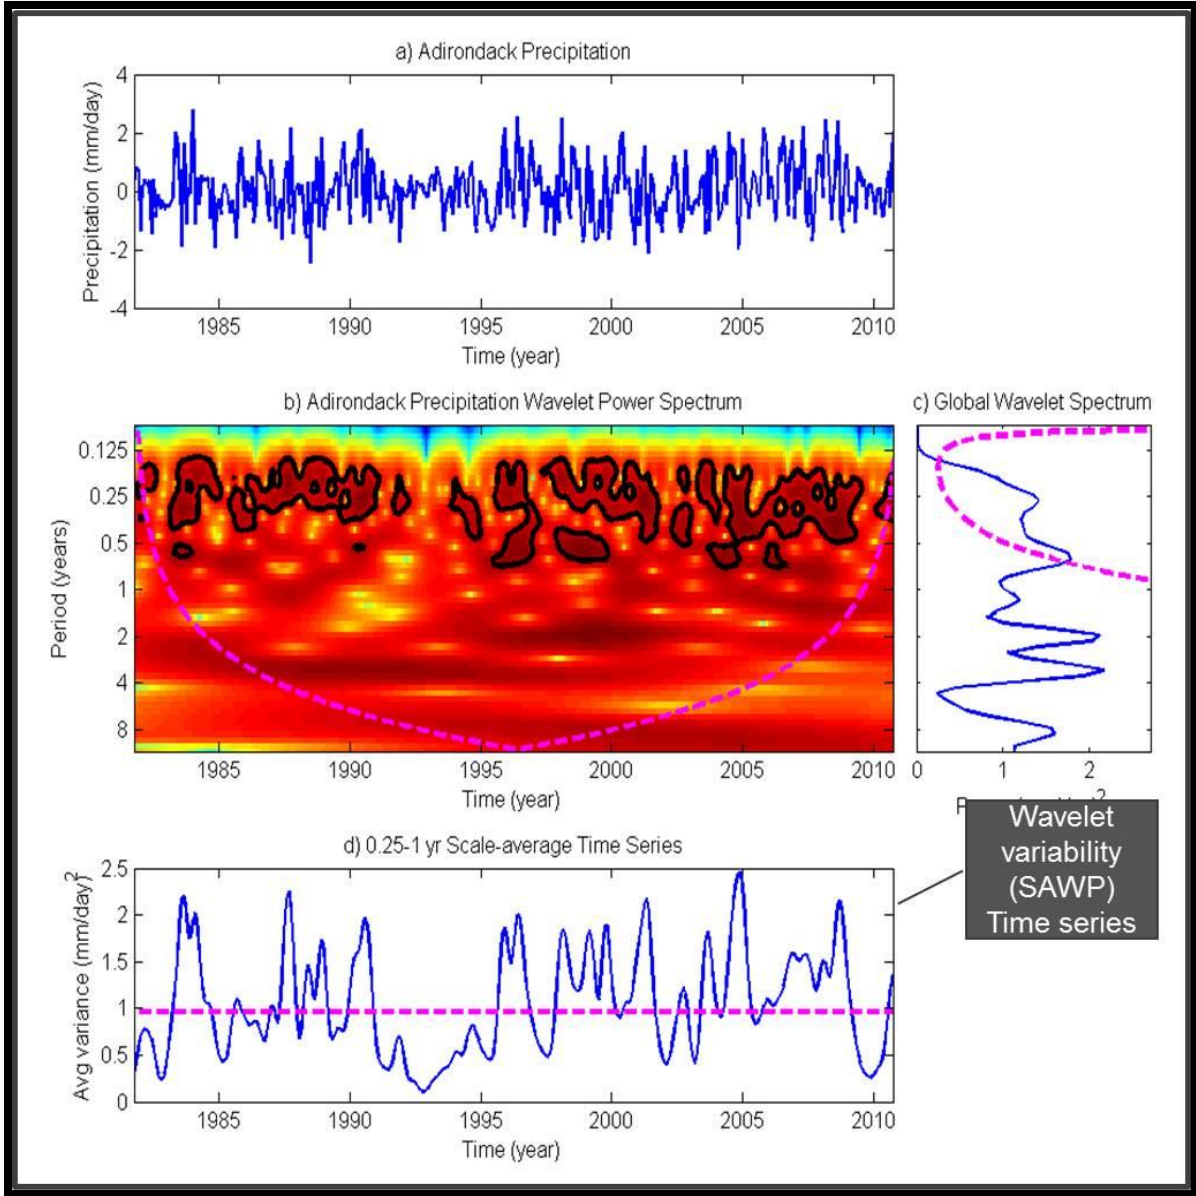 a) Adirondack Precipitation
Precipitation (mm/day)
4
2
0
-2
-4
1985 1990 1995 2000 2005 2010
Time (year)
b) Adirondack Precipitation Wavelet Power Spectrum
Period (years)
0.125
0.25
0.5
1
2
4
8
1985 1990 1995 2000 2005 2010
Time (year)
c) Global Wavelet Spectrum
0 1 2
Wavelet
variability
(SAWP)
Time series
d) 0.25-1 yr Scale-average Time Series
Avg variance (mm/day)²
2.5
2
1.5
1
0.5
0
1985 1990 1995 2000 2005 2010
Time (year)